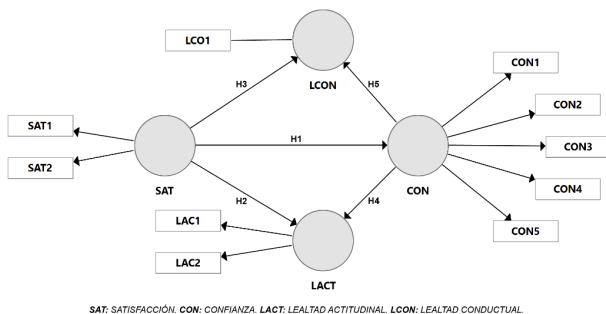 LCO1
LCON
H3
H5
CON1
CON2
CON3
CON4
CON5
SAT1
SAT2
SAT
H1
CON
H2
H4
LAC1
LAC2
LACT
SAT: SATISFACCIÓN. CON: CONFIANZA. LACT: LEALTAD ACTITUDINAL. LCON: LEALTAD CONDUCTUAL.